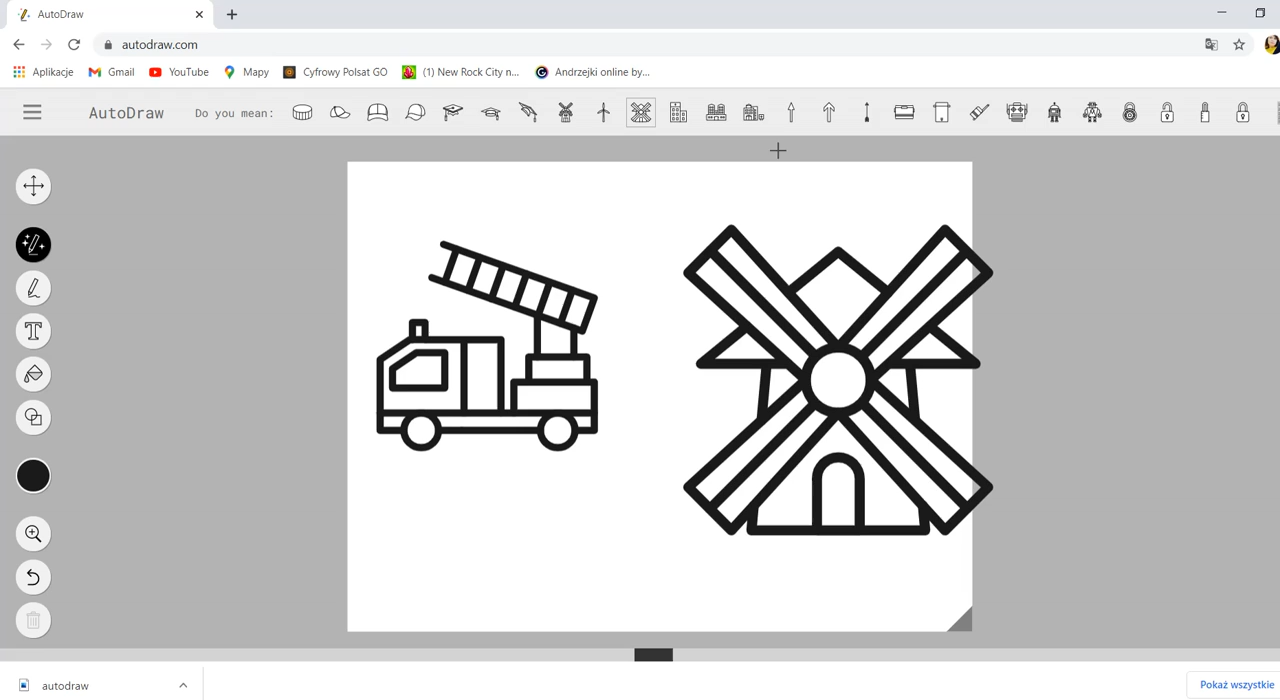 AutoDraw
autodraw.com
Aplikacje Gmail YouTube Mapy Cyfrowy Polsat GO (1) New Rock City n... Andrzejki online by...
AutoDraw Do you mean:
T
autodraw
Pokaż wszystkie